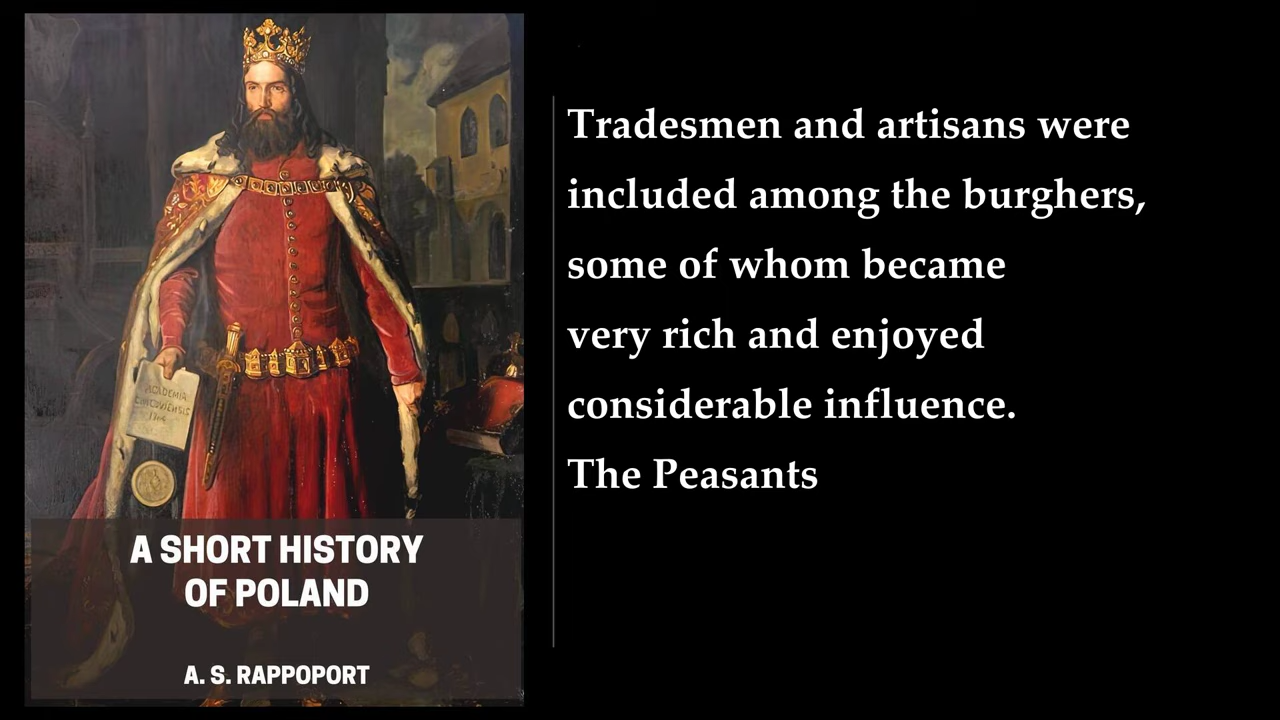 ACADEMIA
A SHORT HISTORY
OF POLAND
A. S. RAPPOPORT
Tradesmen and artisans were
included among the burghers,
some of whom became
very rich and enjoyed
considerable influence.
The Peasants